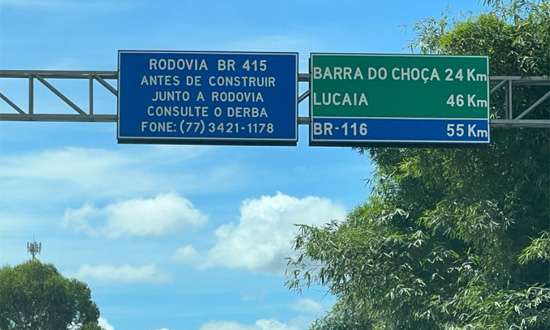 RODOVIA BR 415
ANTES DE CONSTRUIR
JUNTO A RODOVIA
CONSULTE O DERBA
FONE: (77) 3421-1178
BARRA DO CHOÇA 24 Km
LUCAIA 46 Km
BR-116 55 Km